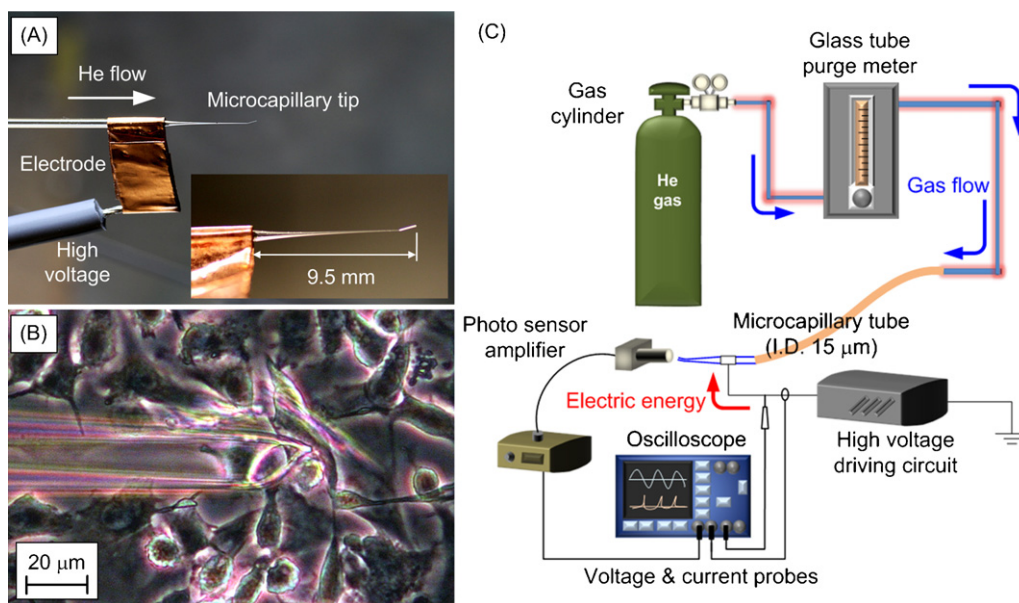 (A)
He flow
Microcapillary tip
Electrode
High
voltage
9.5 mm
(B)
20 μm
(C)
Gas
cylinder
He
gas
Glass tube
purge meter
Gas flow
Photo sensor
amplifier
Microcapillary tube
(I.D. 15 μm)
Electric energy
Oscilloscope
High voltage
driving circuit
Voltage & current probes